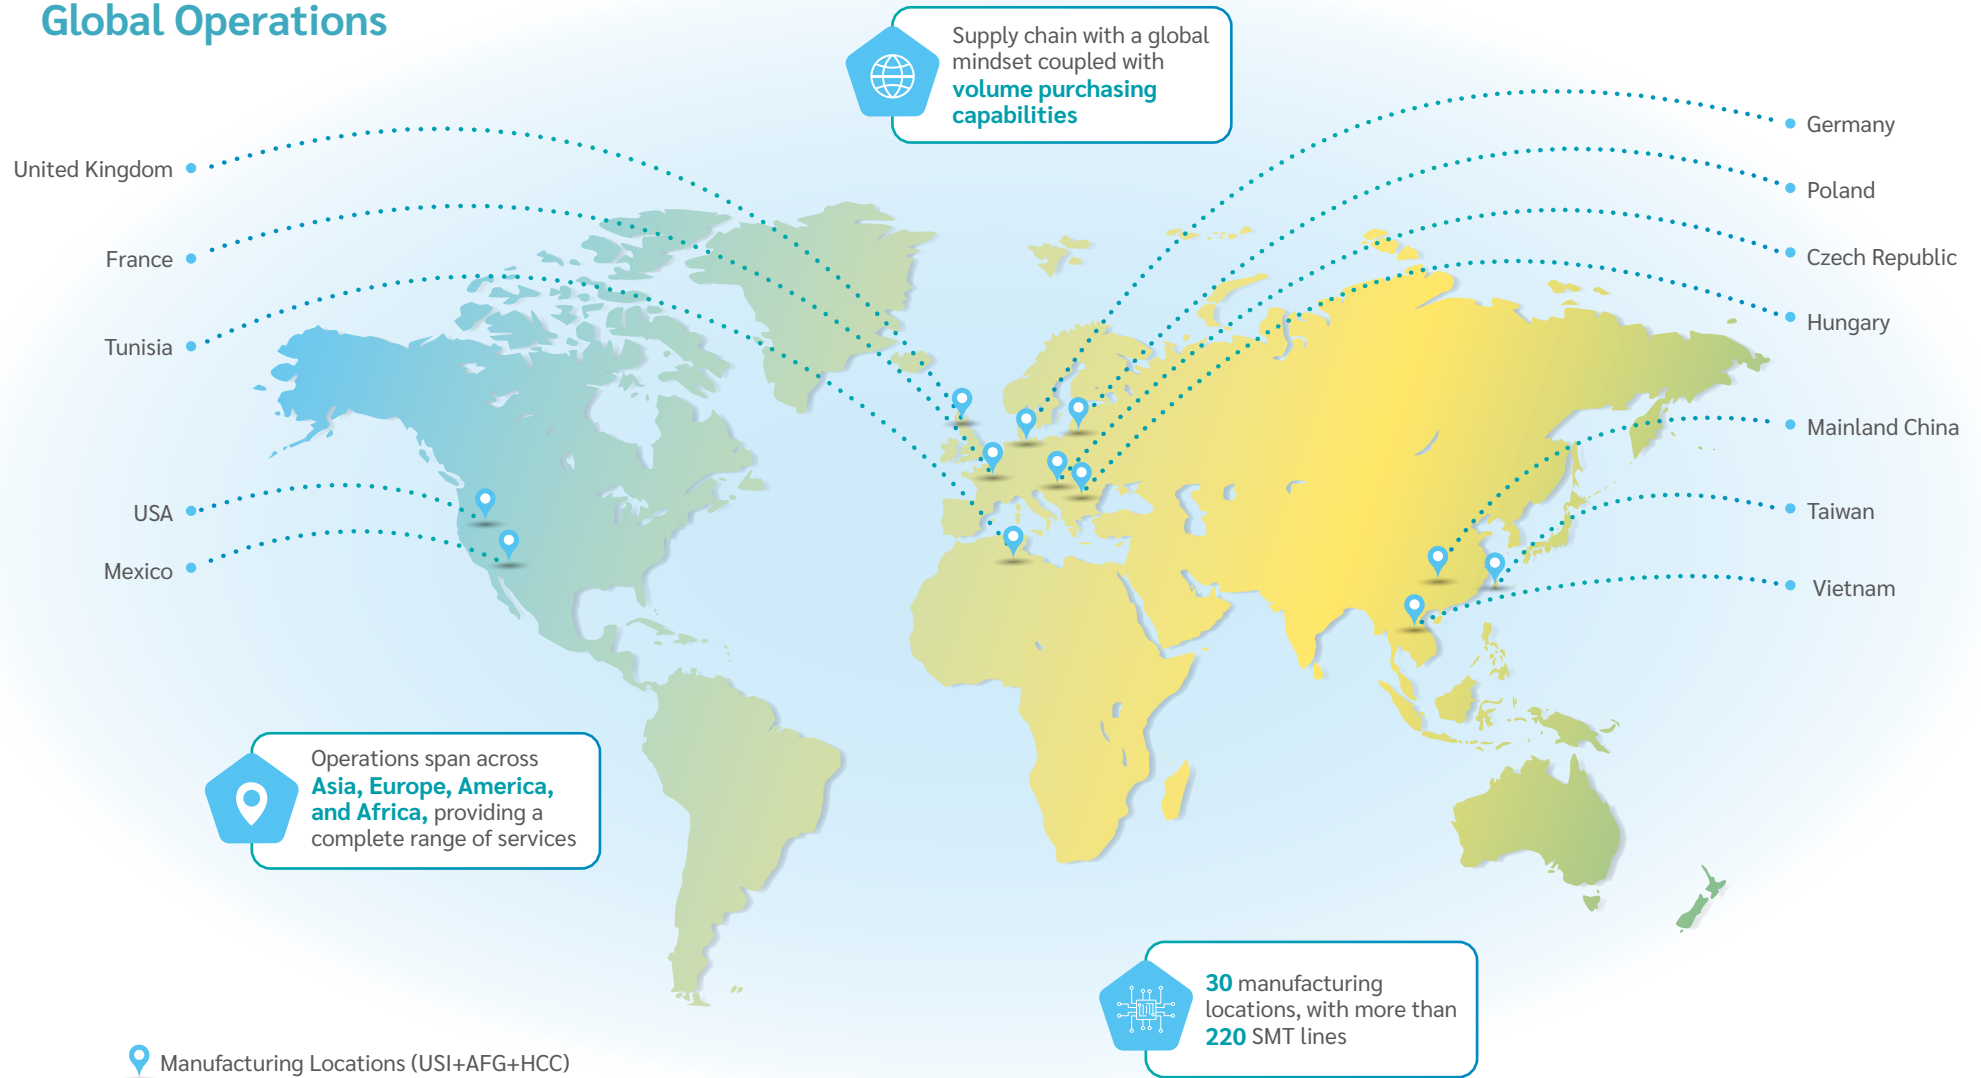 Global Operations
Supply chain with a global
mindset coupled with
volume purchasing
capabilities
United Kingdom
France
Tunisia
USA
Mexico
Germany
Poland
Czech Republic
Hungary
Mainland China
Taiwan
Vietnam
Operations span across
Asia, Europe, America,
and Africa, providing a
complete range of services
30 manufacturing
locations, with more than
220 SMT lines
Manufacturing Locations (USI+AFG+HCC)